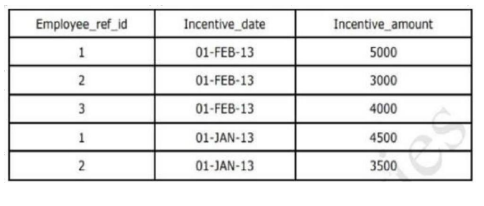 Employee_ref_id Incentive_date Incentive_amount
1 01-FEB-13 5000
2 01-FEB-13 3000
3 01-FEB-13 4000
1 01-JAN-13 4500
2 01-JAN-13 3500